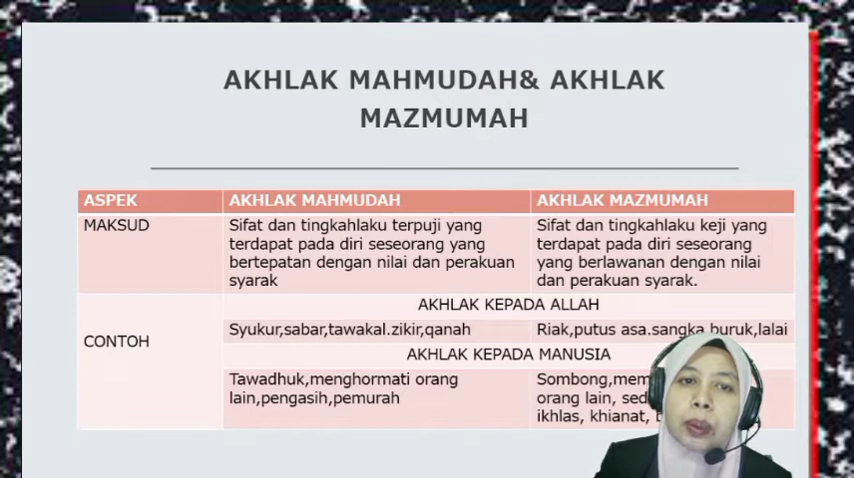 AKHLAK MAHMUDAH& AKHLAK
MAZMUMAH
ASPEK
AKHLAK MAHMUDAH
AKHLAK MAZMUMAH
MAKSUD
Sifat dan tingkahlaku terpuji yang
terdapat pada diri seseorang yang
bertepatan dengan nilai dan perakuan
syarak
Sifat dan tingkahlaku keji yang
terdapat pada diri seseorang
yang berlawanan dengan nilai
dan perakuan syarak.
CONTOH
AKHLAK KEPADA ALLAH
Syukur,sabar,tawakal.zikir,qanah
Riak,putus asa.sangka buruk,lalai
AKHLAK KEPADA MANUSIA
Tawadhuk,menghormati orang
lain,pengasih,pemurah
Sombong,
orang lain,
ikhlas, khianat,